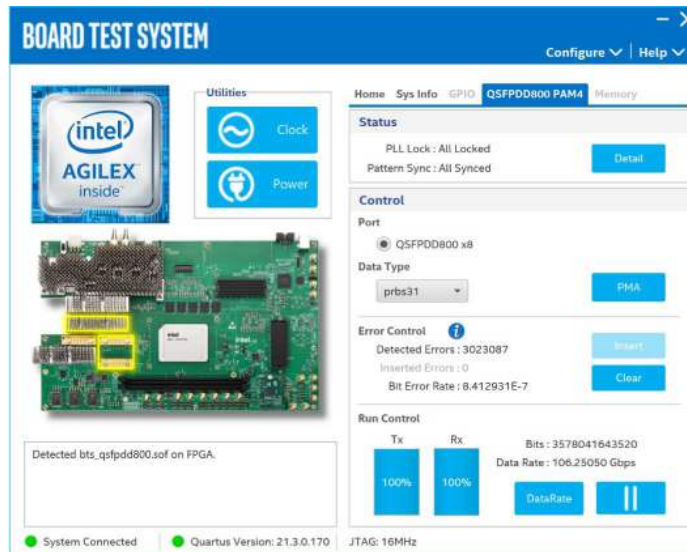 BOARD TEST SYSTEM
Configure
Help
intel
AGILEX
inside
Utilities
Clock
Power
Home Sys Info GPIO QSFPDD800 PAM4 Memory
Status
PLL Lock : All Locked
Pattern Sync : All Synced
Detail
Control
Port
QSFPDD800 x8
Data Type
prbs31
PMA
Error Control
Detected Errors : 3023087
Inserted Errors : 0
Bit Error Rate : 8.412931E-7
Insert
Clear
Run Control
Tx Rx
100% 100%
Bits : 3578041643520
Data Rate : 106.25050 Gbps
DataRate
Detected bts_qsfpdd800.sof on FPGA.
System Connected
Quartus Version: 21.3.0.170
JTAG: 16MHz